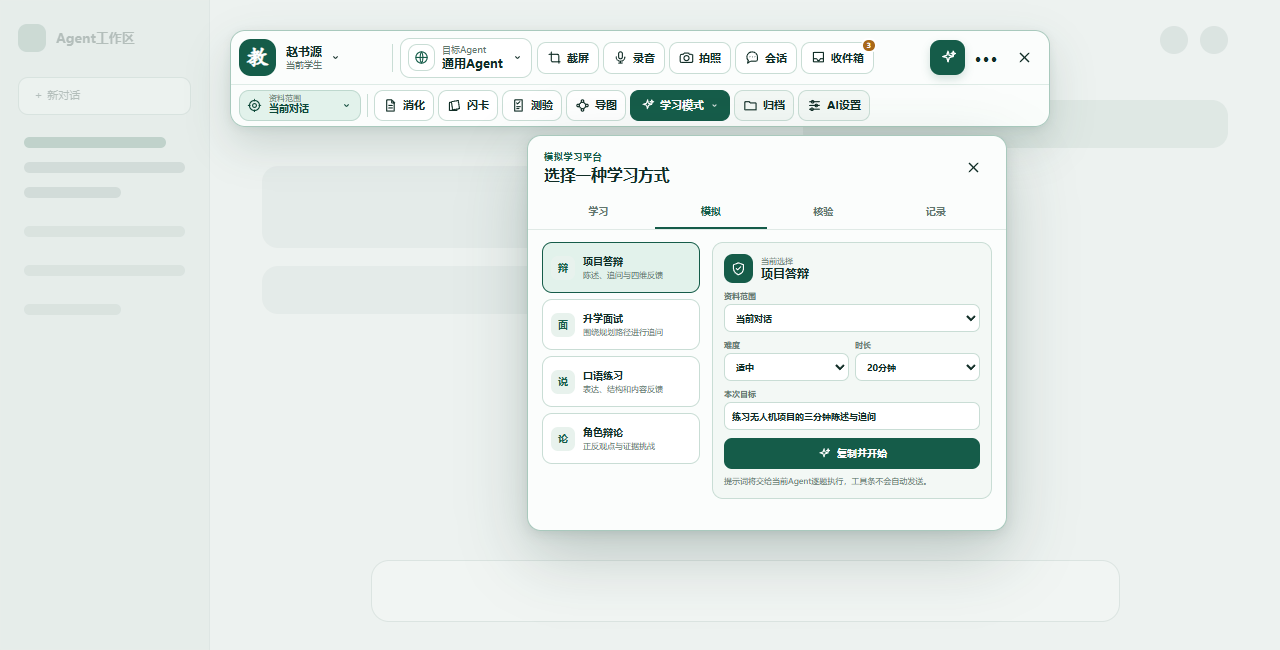 Agent工作区
+ 新对话
教
赵书源
当前学生
目标Agent
通用Agent
截屏
录音
拍照
会话
收件箱
3
资料范围
当前对话
消化
闪卡
测验
导图
学习模式
归档
AI设置
模拟学习平台
选择一种学习方式
学习
模拟
核验
记录
辩
项目答辩
陈述、追问与四维反馈
面
升学面试
围绕规划路径进行追问
说
口语练习
表达、结构和内容反馈
论
角色辩论
正反观点与证据挑战
当前选择
项目答辩
资料范围
当前对话
难度
时长
适中
20分钟
本次目标
练习无人机项目的三分钟陈述与追问
复制并开始
提示词将交给当前Agent逐题执行，工具条不会自动发送。